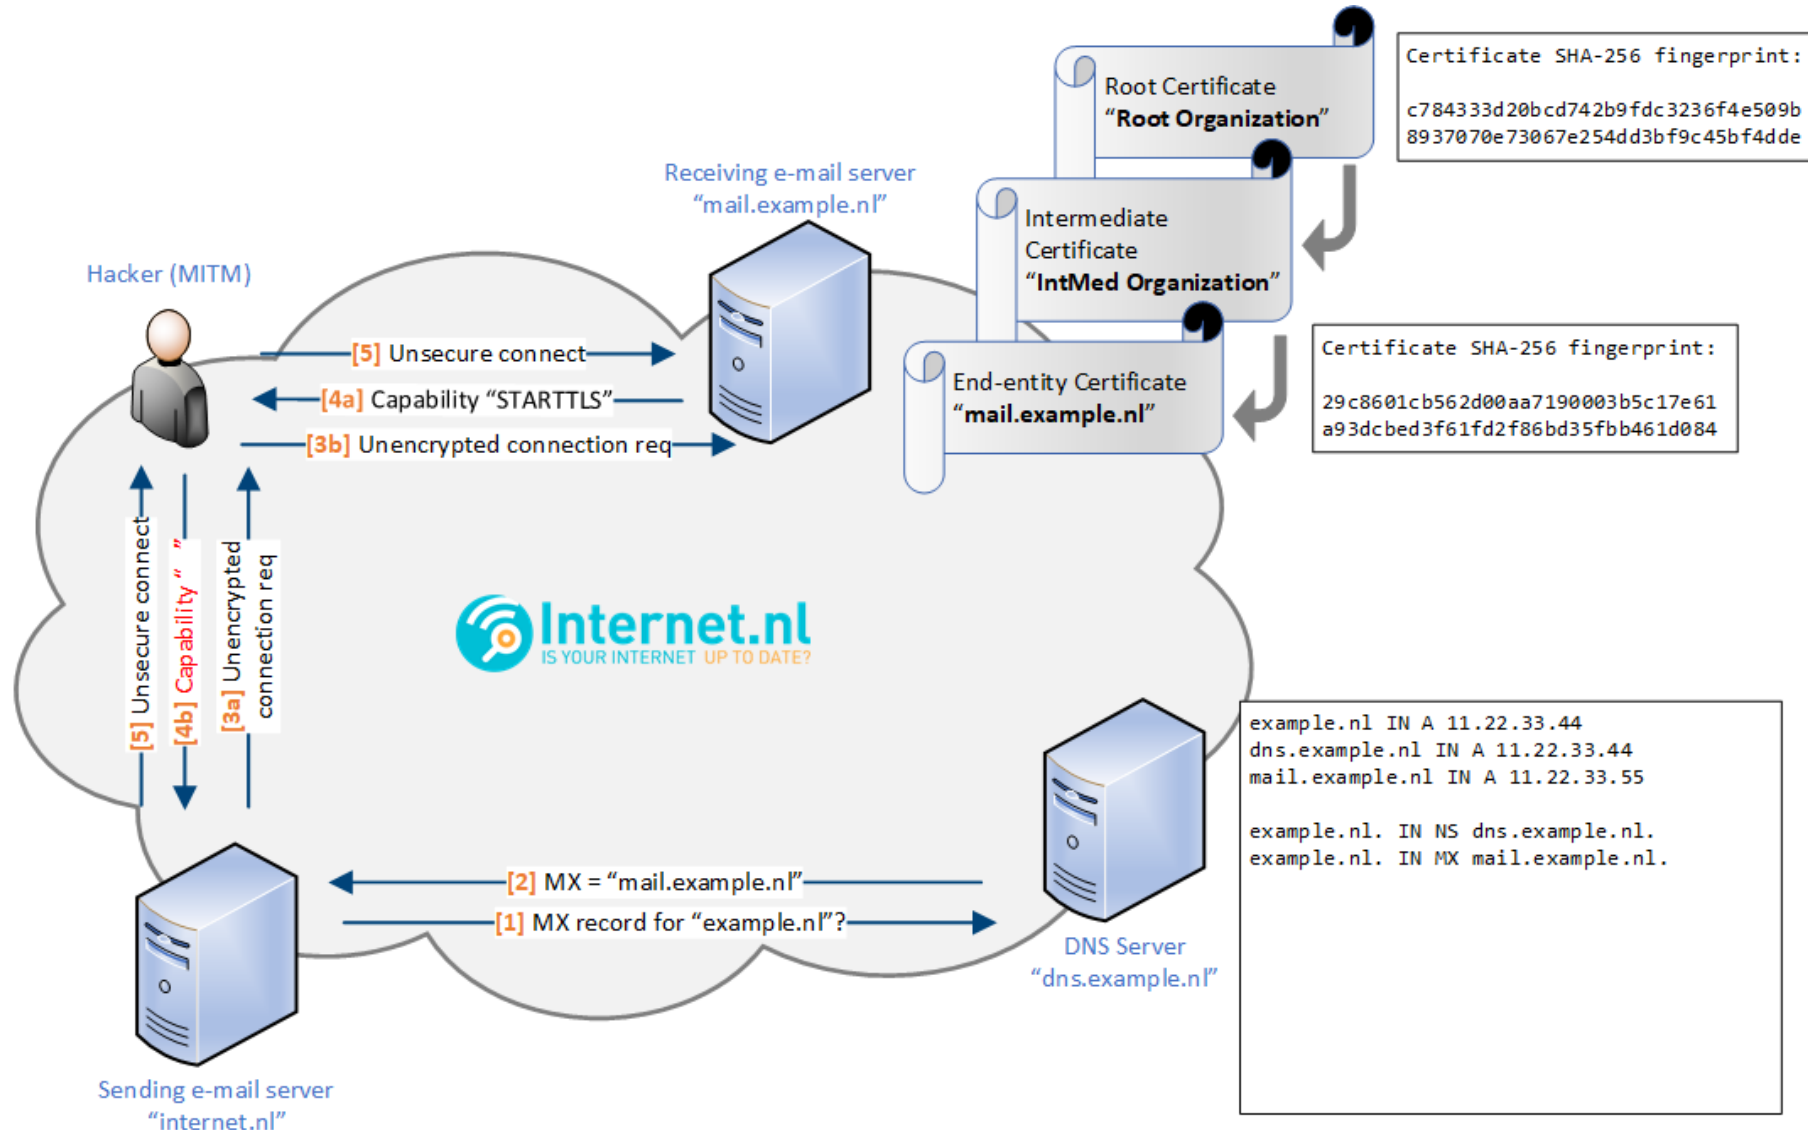 Root Certificate
“Root Organization”
Certificate SHA-256 fingerprint:
c784333d20bcd742b9fdc3236f4e509b
8937070e73067e254dd3bf9c45bf4dde
Receiving e-mail server
“mail.example.nl”
Intermediate
Certificate
“IntMed Organization”
Hacker (MITM)
[5] Unsecure connect
[4a] Capability “STARTTLS”
[3b] Unencrypted connection req
End-entity Certificate
“mail.example.nl”
Certificate SHA-256 fingerprint:
29c8601cb562d00aa7190003b5c17e61
a93dcbed3f61fd2f86bd35fbb461d084
[5] Unsecure connect
[4b] Capability “ ”
[3a] Unencrypted
connection req
Internet.nl
IS YOUR INTERNET UP TO DATE?
example.nl IN A 11.22.33.44
dns.example.nl IN A 11.22.33.44
mail.example.nl IN A 11.22.33.55
example.nl. IN NS dns.example.nl.
example.nl. IN MX mail.example.nl.
[2] MX = “mail.example.nl”
[1] MX record for “example.nl”?
DNS Server
“dns.example.nl”
Sending e-mail server
“internet.nl”